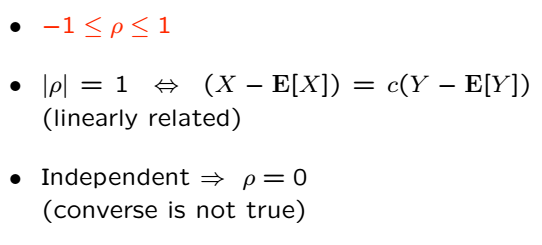 • −1 ≤ ρ ≤ 1
• |ρ| = 1 ⇔ (X − E[X]) = c(Y − E[Y])
(linearly related)
• Independent ⇒ ρ = 0
(converse is not true)